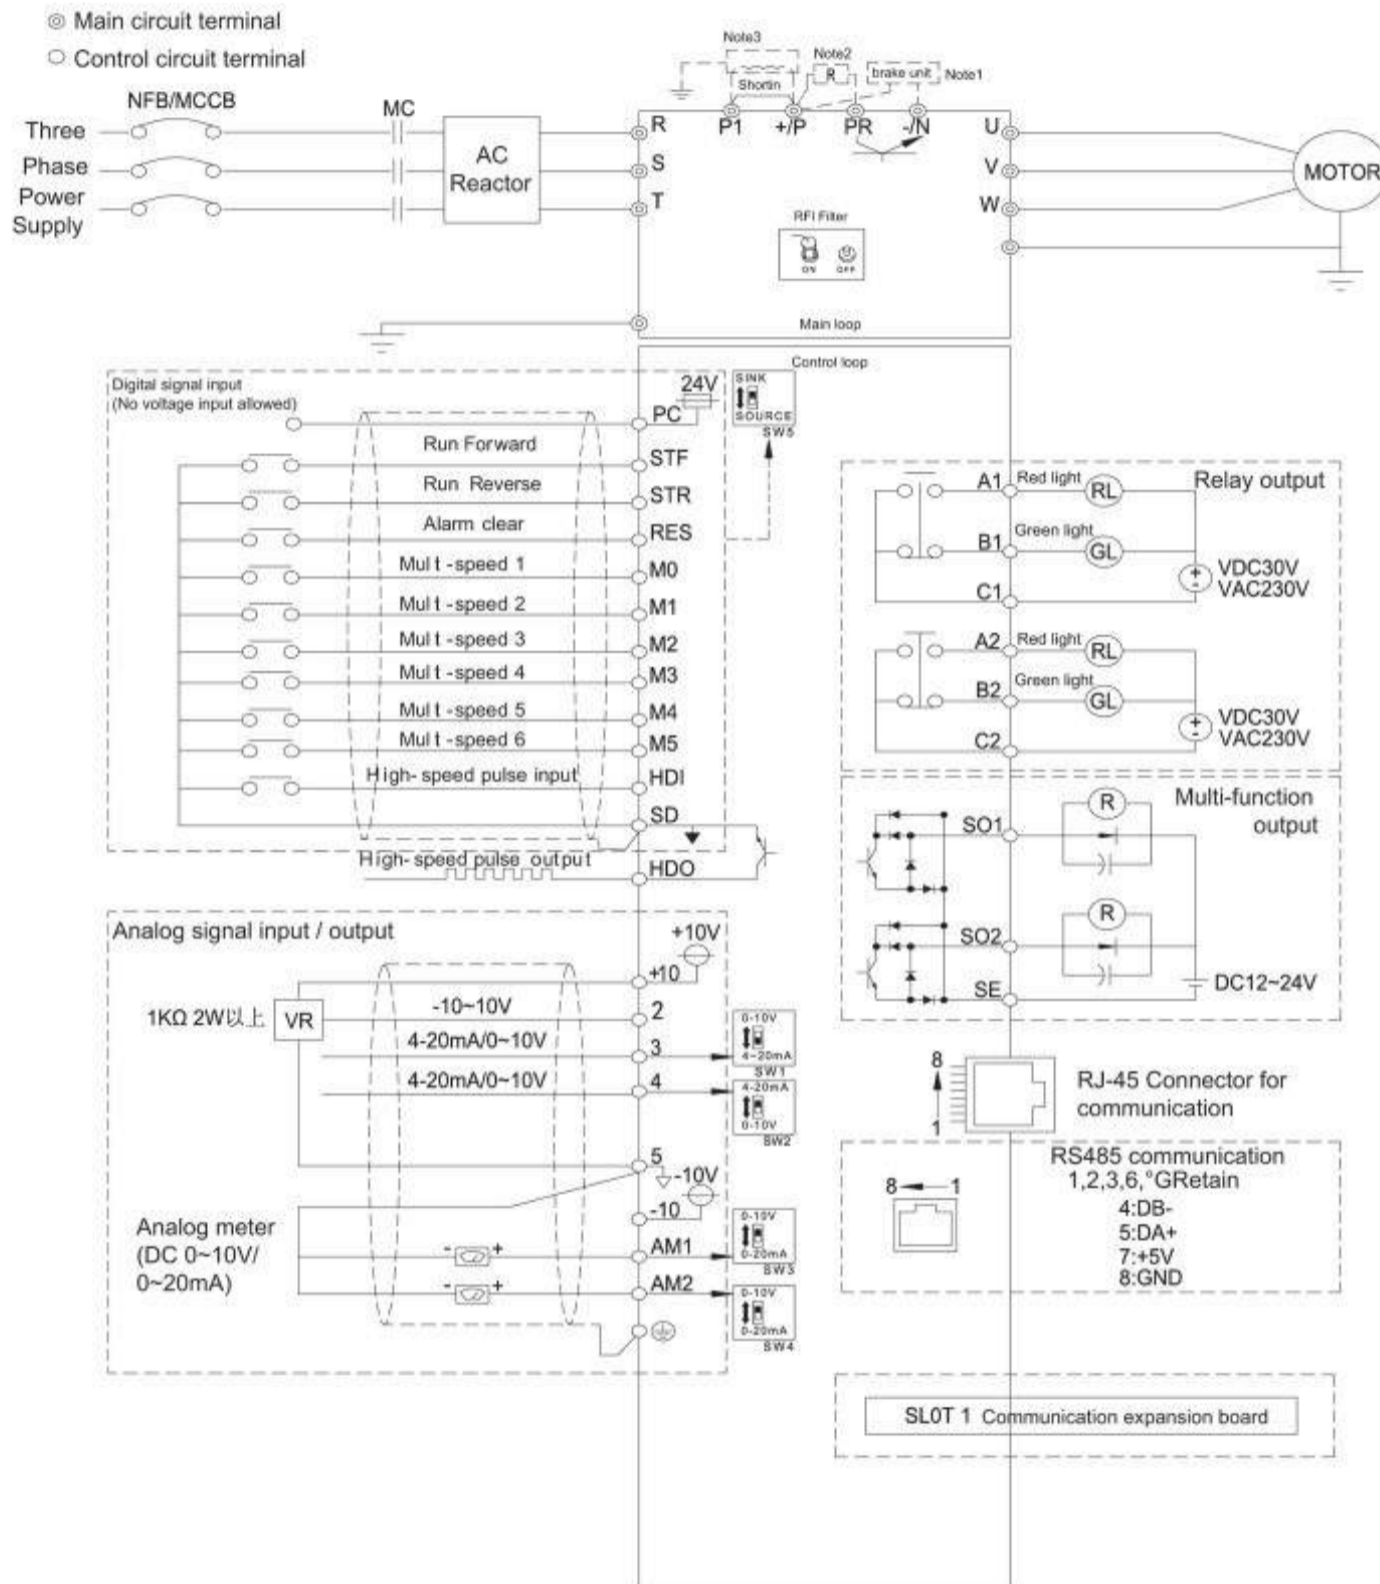 Main circuit terminal
Control circuit terminal
Note3
Note2
Note1
R
brake unit
Shortin
NFB/MCCB
MC
Three
Phase
Power
Supply
AC
Reactor
R
S
T
P1
+/P
PR
-/N
U
V
W
MOTOR
RFI Filter
ON
OFF
Main loop
Control loop
Digital signal input
(No voltage input allowed)
24V
SINK
SOURCE
SW5
PC
Run Forward
STF
Run Reverse
STR
Alarm clear
RES
Mult-speed 1
M0
Mult-speed 2
M1
Mult-speed 3
M2
Mult-speed 4
M3
Mult-speed 5
M4
Mult-speed 6
M5
High-speed pulse input
HDI
SD
High-speed pulse output
HDO
Relay output
A1
Red light
RL
B1
Green light
GL
C1
+
-
VDC30V
VAC230V
A2
Red light
RL
B2
Green light
GL
C2
+
-
VDC30V
VAC230V
Multi-function
output
SO1
R
SO2
R
SE
DC12~24V
Analog signal input / output
+10V
+10
1KΩ 2W以上
VR
-10~10V
2
4-20mA/0~10V
3
0-10V
4-20mA
SW1
4-20mA/0~10V
4
4-20mA
0-10V
SW2
5
-10V
-10
Analog meter
(DC 0~10V/
0~20mA)
- +
AM1
0-10V
0-20mA
SW3
- +
AM2
0-10V
0-20mA
SW4
8
1
RJ-45 Connector for
communication
RS485 communication
1,2,3,6,°GRetain
8
1
4:DB-
5:DA+
7:+5V
8:GND
SL0T 1 Communication expansion board